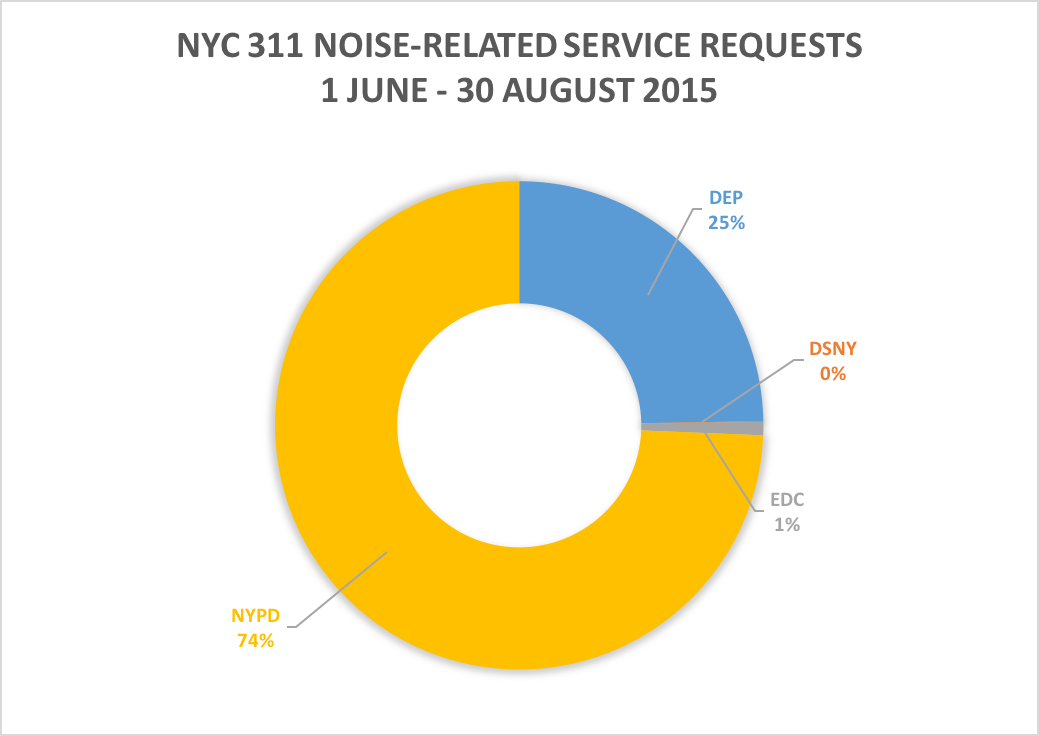 NYC 311 NOISE-RELATED SERVICE REQUESTS
1 JUNE - 30 AUGUST 2015
DEP
25%
DSNY
0%
EDC
1%
NYPD
74%